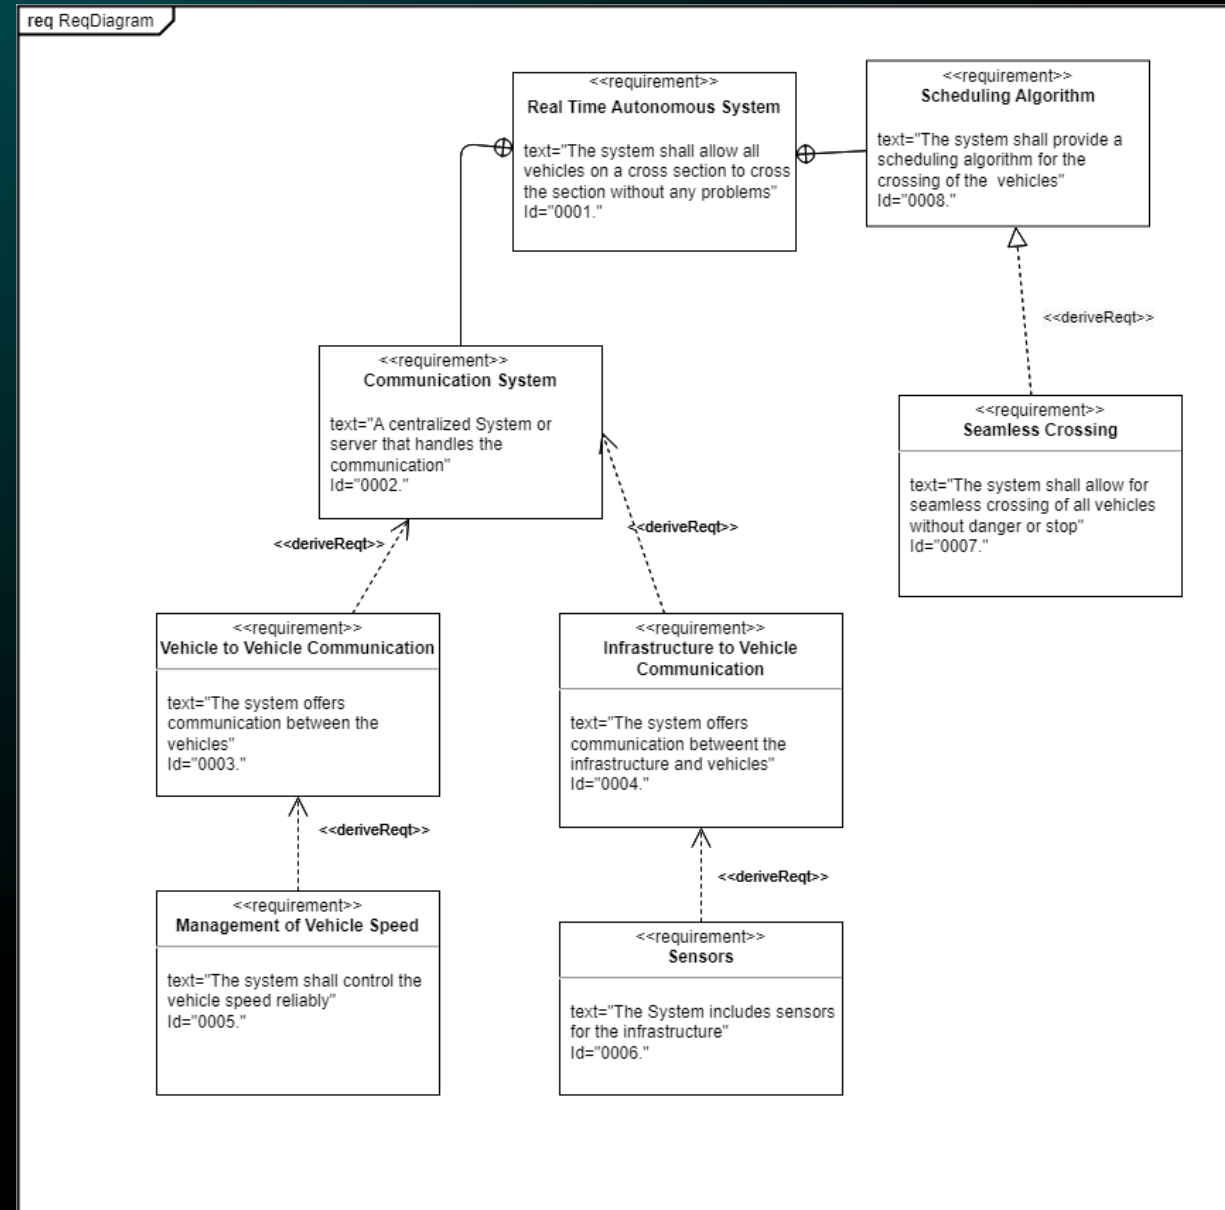 req ReqDiagram
<<requirement>>
Real Time Autonomous System
text="The system shall allow all
vehicles on a cross section to cross
the section without any problems"
Id="0001."
<<requirement>>
Scheduling Algorithm
text="The system shall provide a
scheduling algorithm for the
crossing of the vehicles"
Id="0008."
<<deriveReqt>>
<<requirement>>
Communication System
text="A centralized System or
server that handles the
communication"
Id="0002."
<<requirement>>
Seamless Crossing
text="The system shall allow for
seamless crossing of all vehicles
without danger or stop"
Id="0007."
<<deriveReqt>>
<<deriveReqt>>
<<requirement>>
Vehicle to Vehicle Communication
text="The system offers
communication between the
vehicles"
Id="0003."
<<requirement>>
Infrastructure to Vehicle
Communication
text="The system offers
communication betweent the
infrastructure and vehicles"
Id="0004."
<<deriveReqt>>
<<deriveReqt>>
<<requirement>>
Management of Vehicle Speed
text="The system shall control the
vehicle speed reliably"
Id="0005."
<<requirement>>
Sensors
text="The System includes sensors
for the infrastructure"
Id="0006."